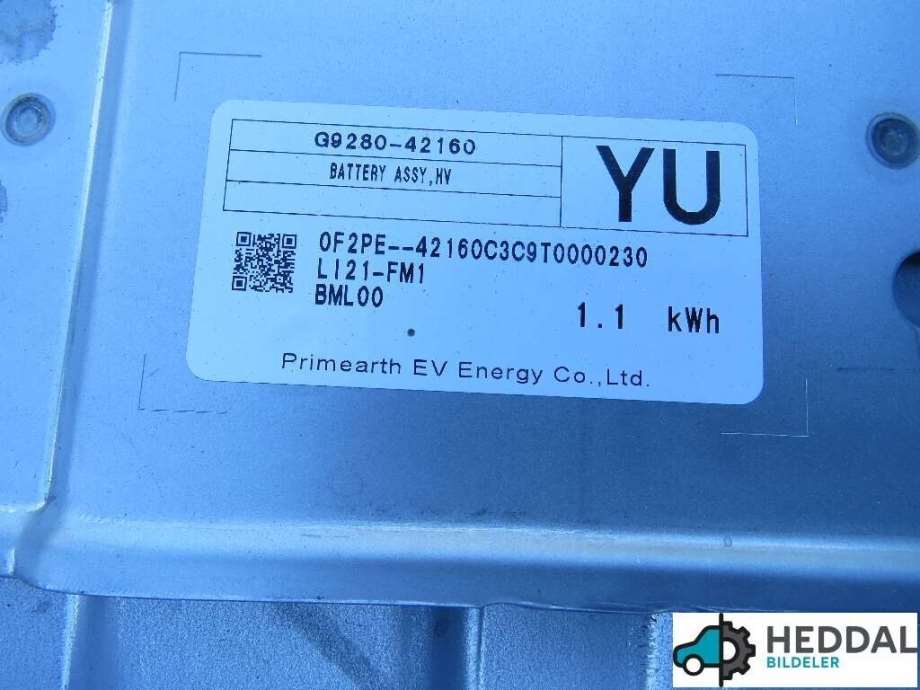 G9280-42160
BATTERY ASSY,HV
YU
0F2PE--42160C3C9T0000230
LI21-FM1
BML00
1.1 kWh
Primearth EV Energy Co.,Ltd.
HEDDAL
BILDELER